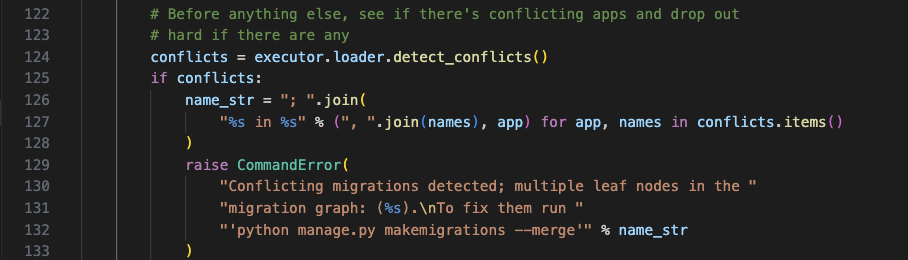 122 # Before anything else, see if there's conflicting apps and drop out
123 # hard if there are any
124 conflicts = executor.loader.detect_conflicts()
125 if conflicts:
126 name_str = "; ".join(
127 "%s in %s" % (", ".join(names), app) for app, names in conflicts.items()
128 )
129 raise CommandError(
130 "Conflicting migrations detected; multiple leaf nodes in the "
131 "migration graph: (%s).\nTo fix them run "
132 "'python manage.py makemigrations --merge'" % name_str
133 )